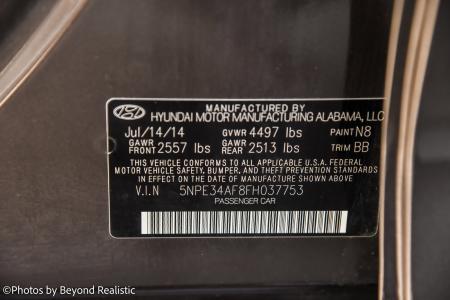 MANUFACTURED BY
HYUNDAI MOTOR MANUFACTURING ALABAMA, LLC
Jul/14/14 GVWR 4497 lbs PAINT N8
GAWR FRONT 2557 lbs GAWR REAR 2513 lbs TRIM BB
THIS VEHICLE CONFORMS TO ALL APPLICABLE U.S.A. FEDERAL
MOTOR VEHICLE SAFETY, BUMPER, AND THEFT PREVENTION
STANDARDS IN EFFECT ON THE DATE OF MANUFACTURE SHOWN ABOVE.
V.I.N 5NPE34AF8FH037753
PASSENGER CAR
©Photos by Beyond Realistic